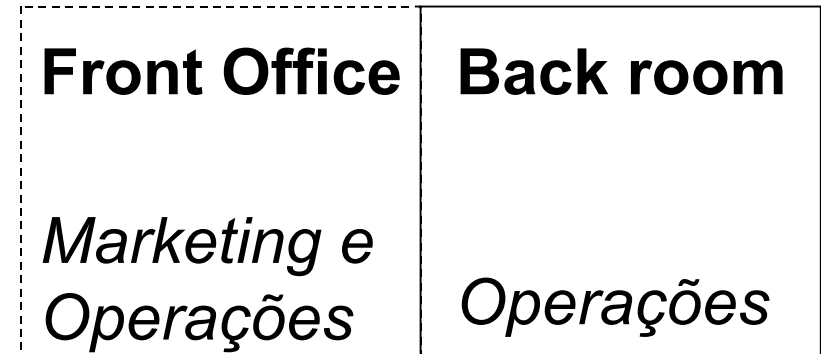 Front Office
Marketing e
Operações
Back room
Operações